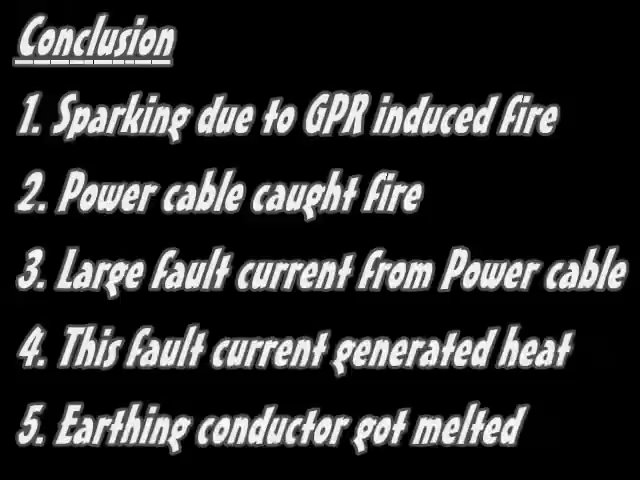 Conclusion
1. Sparking due to GPR induced fire
2. Power cable caught fire
3. Large fault current from Power cable
4. This fault current generated heat
5. Earthing conductor got melted